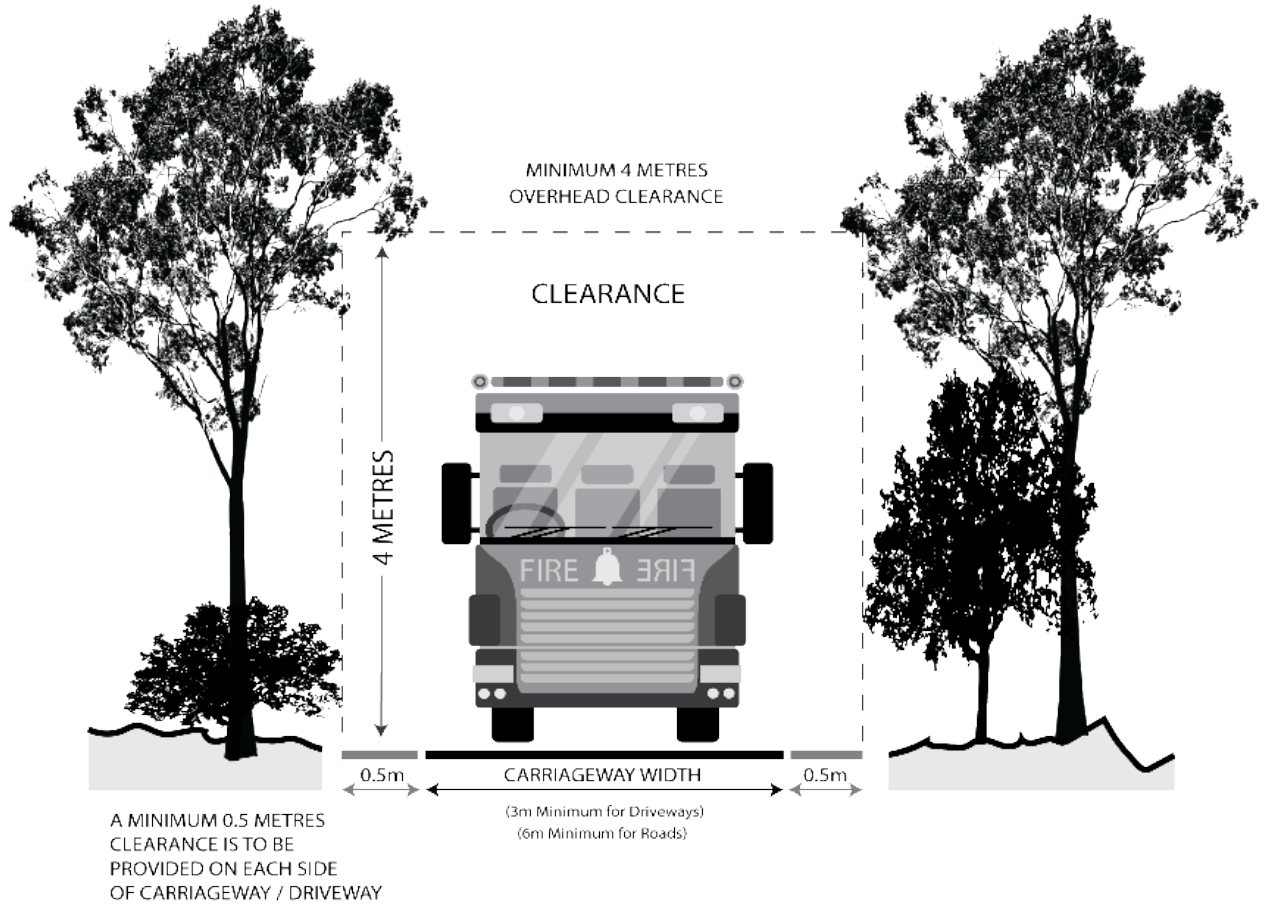 MINIMUM 4 METRES
OVERHEAD CLEARANCE
CLEARANCE
4 METRES
FIRE FIRE
0.5m
CARRIAGEWAY WIDTH
0.5m
(3m Minimum for Driveways)
(6m Minimum for Roads)
A MINIMUM 0.5 METRES
CLEARANCE IS TO BE
PROVIDED ON EACH SIDE
OF CARRIAGEWAY / DRIVEWAY